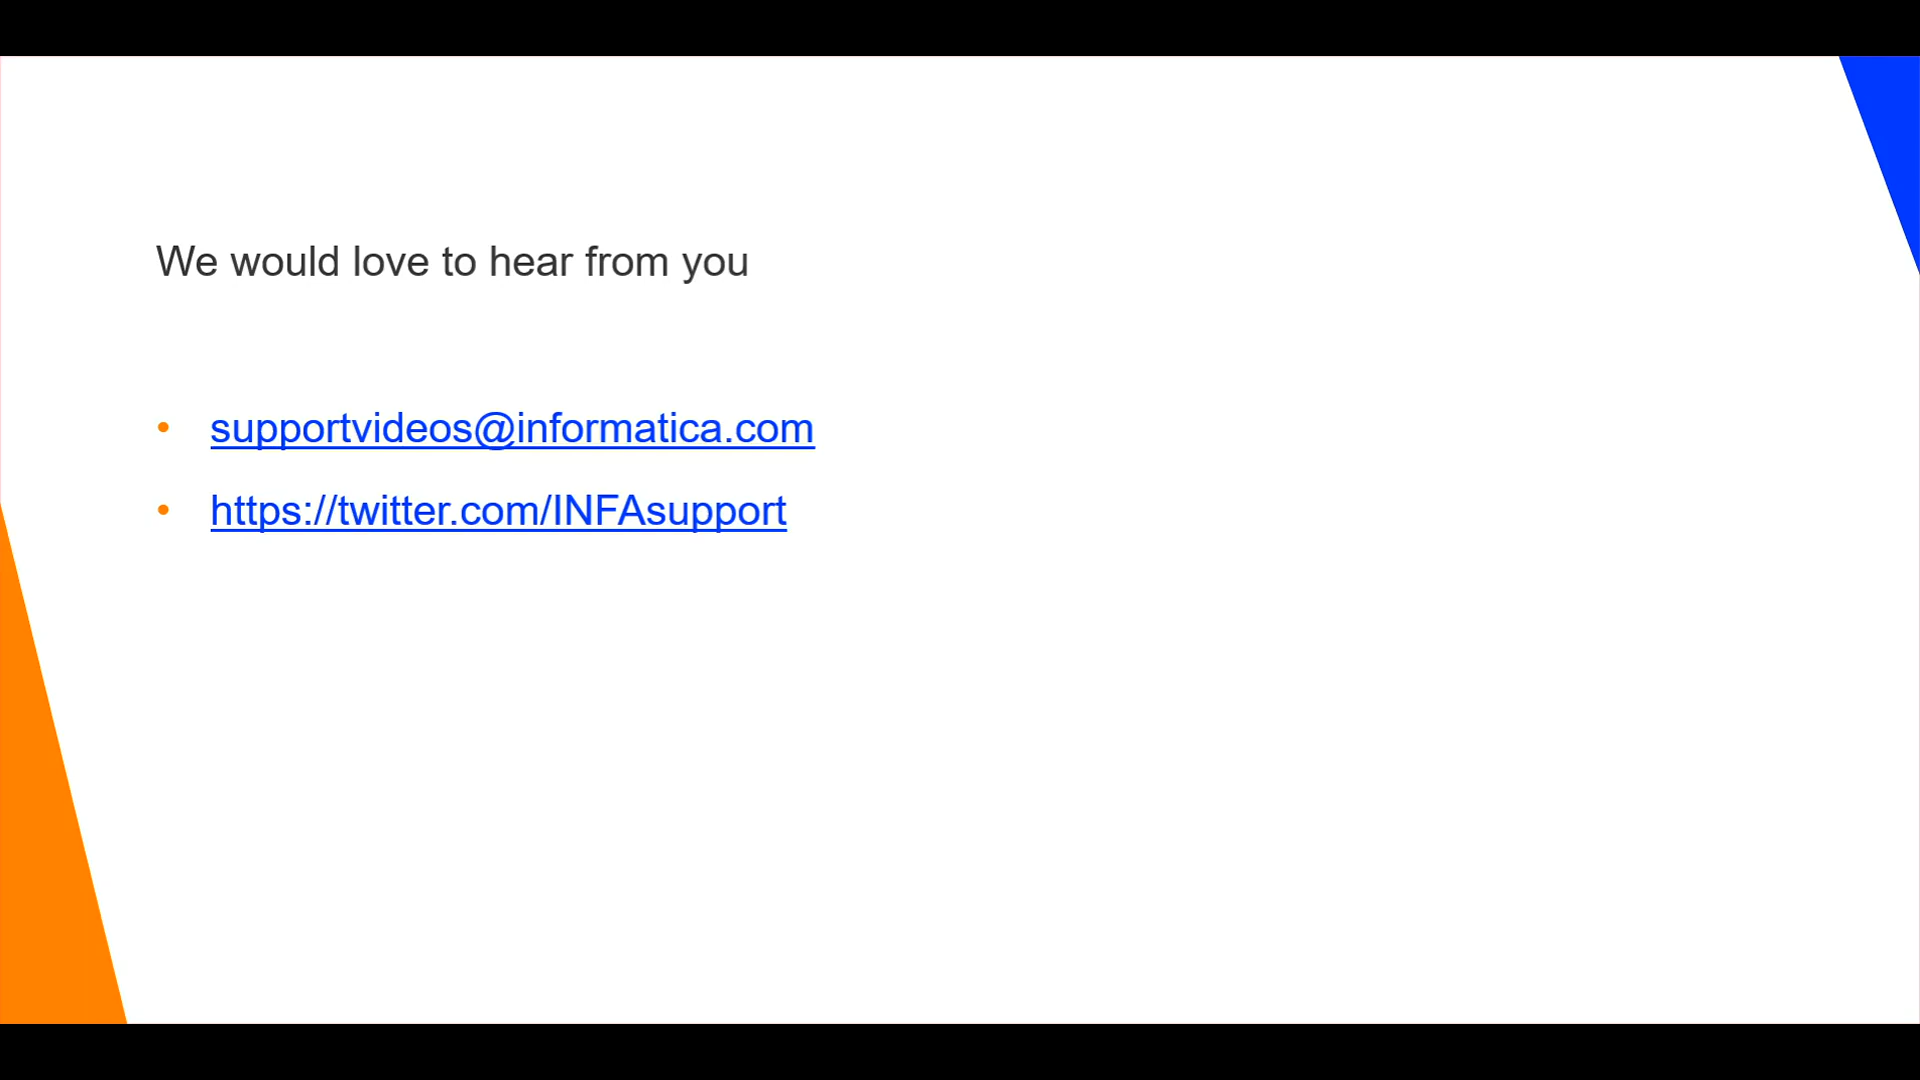 We would love to hear from you
• supportvideos@informatica.com
• https://twitter.com/INFAsupport